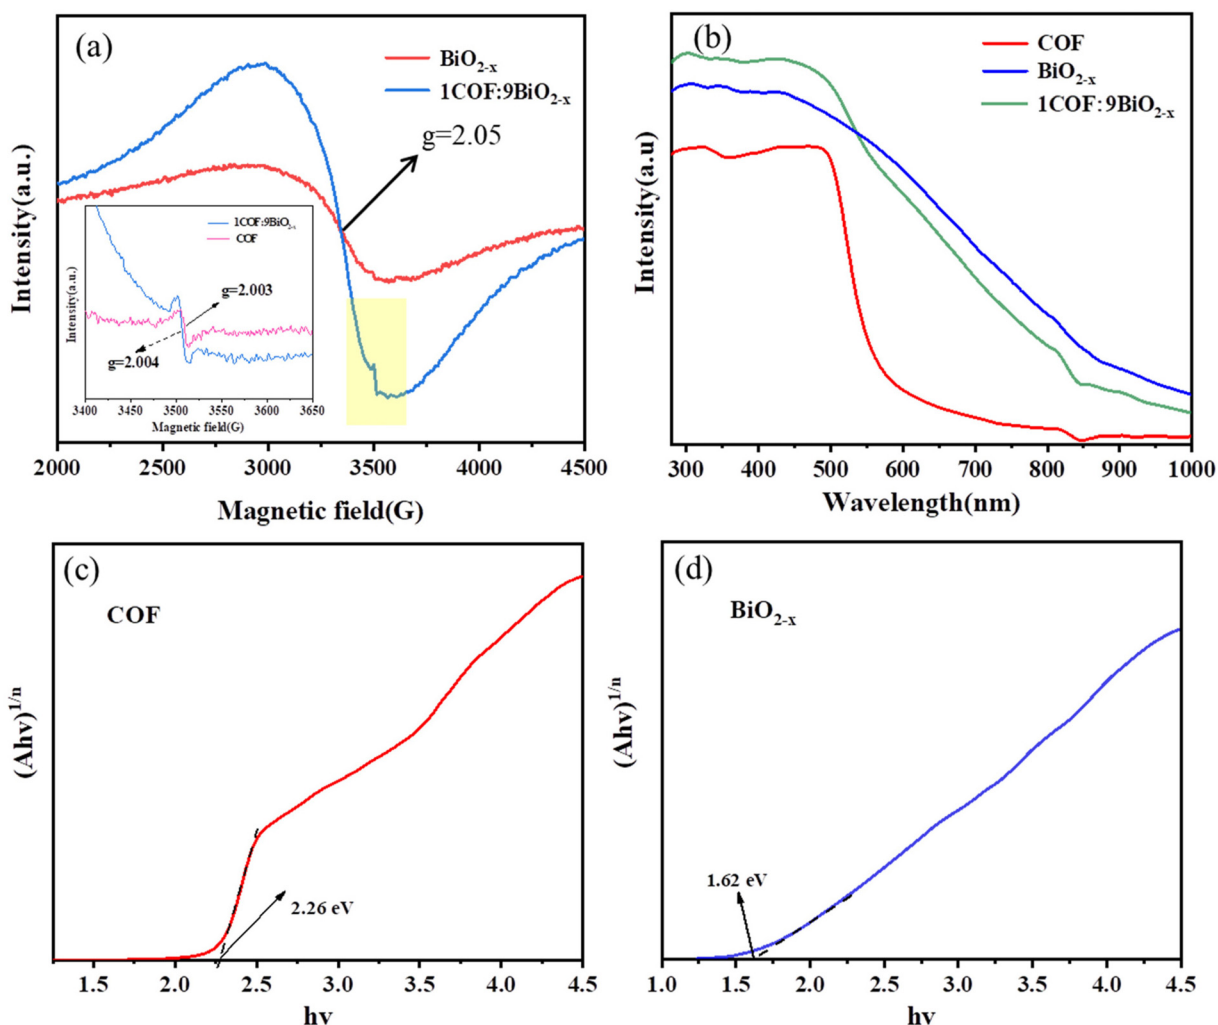 (a)
BiO2-x
1COF:9BiO2-x
g=2.05
Intensity(a.u.)
1COF:9BiO2-x
COF
g=2.003
g=2.004
Intensity(a.u.)
3400 3450 3500 3550 3600 3650
Magnetic field(G)
2000 2500 3000 3500 4000 4500
Magnetic field(G)
(b)
COF
BiO2-x
1COF:9BiO2-x
Intensity(a.u)
300 400 500 600 700 800 900 1000
Wavelength(nm)
(c)
COF
(Ahv)1/n
2.26 eV
1.5 2.0 2.5 3.0 3.5 4.0 4.5
hv
(d)
BiO2-x
(Ahv)1/n
1.62 eV
1.0 1.5 2.0 2.5 3.0 3.5 4.0 4.5
hv